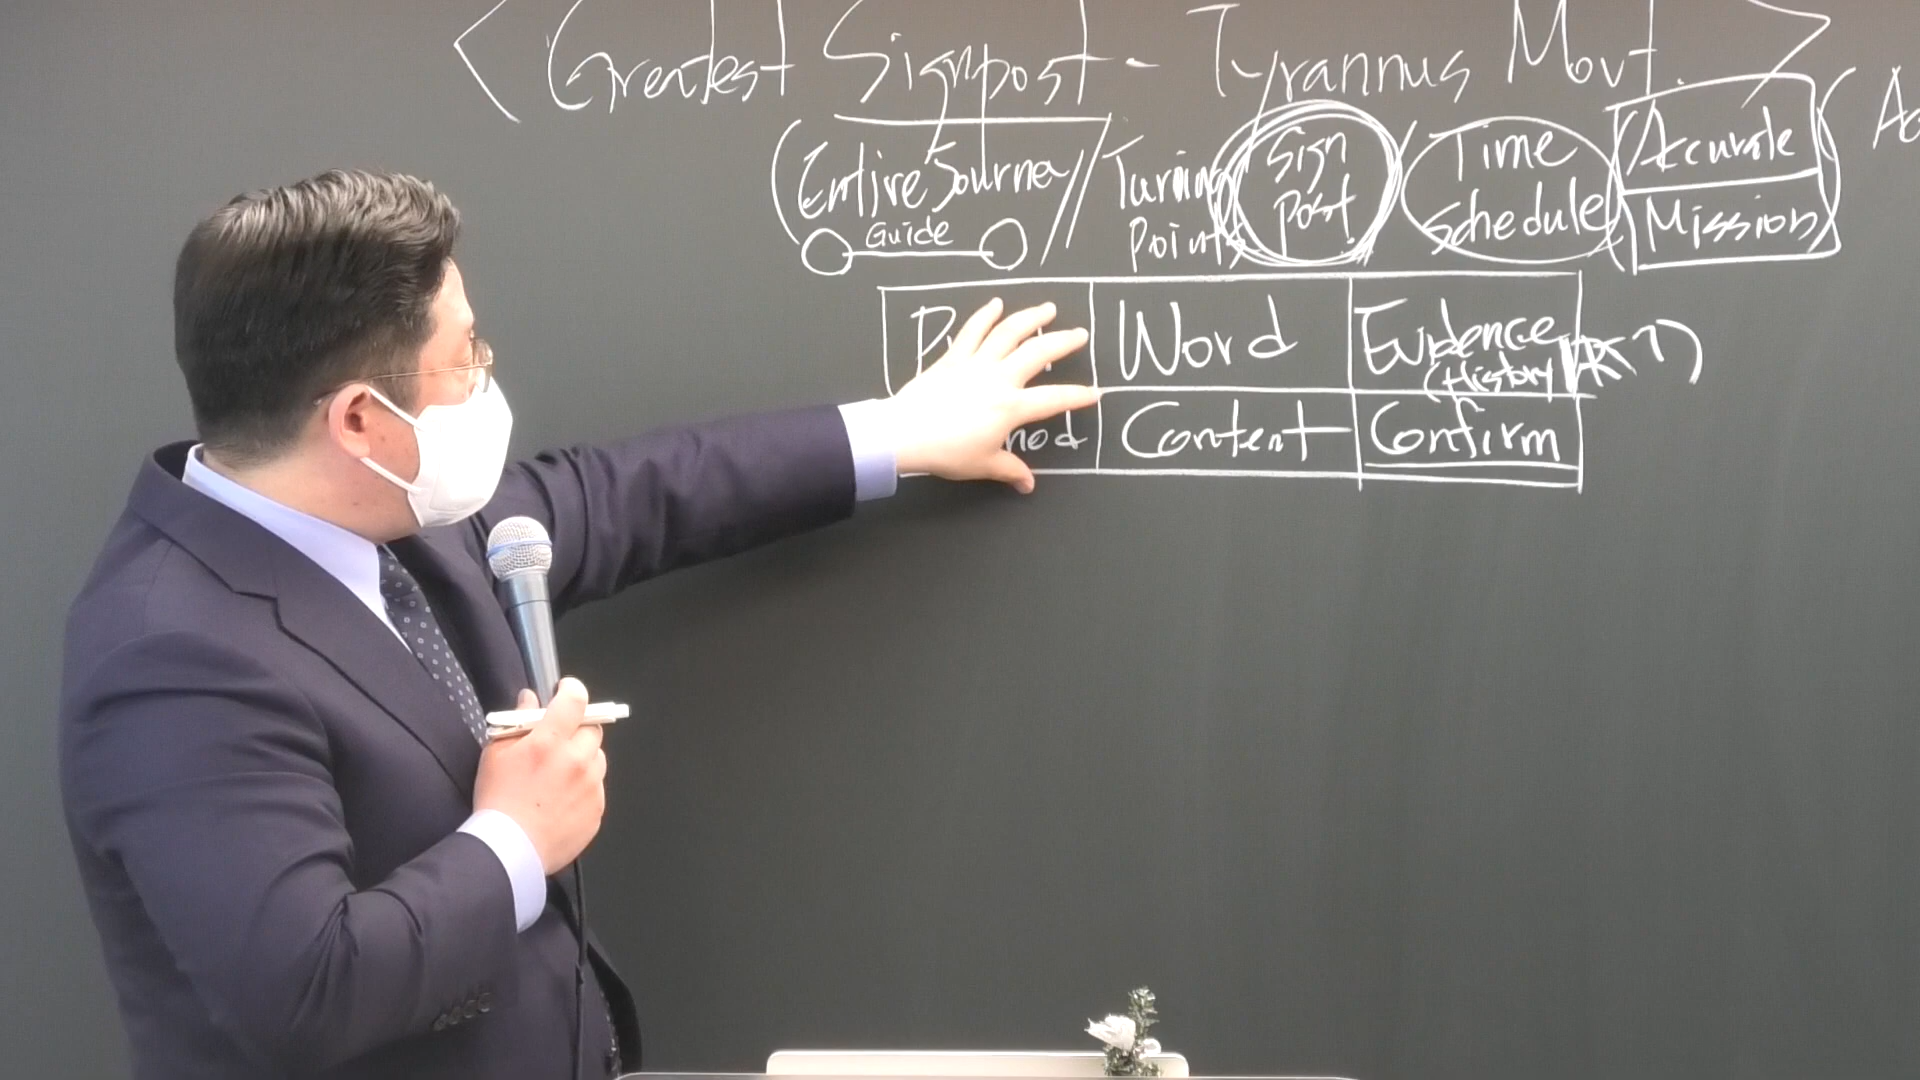 < Greatest Signpost - Tyrannus Movt. >
(Entire Journey // Turning Points Sign Post Time Schedule Accurate Mission
Guide
Word Evidence
(History
Content Confirm